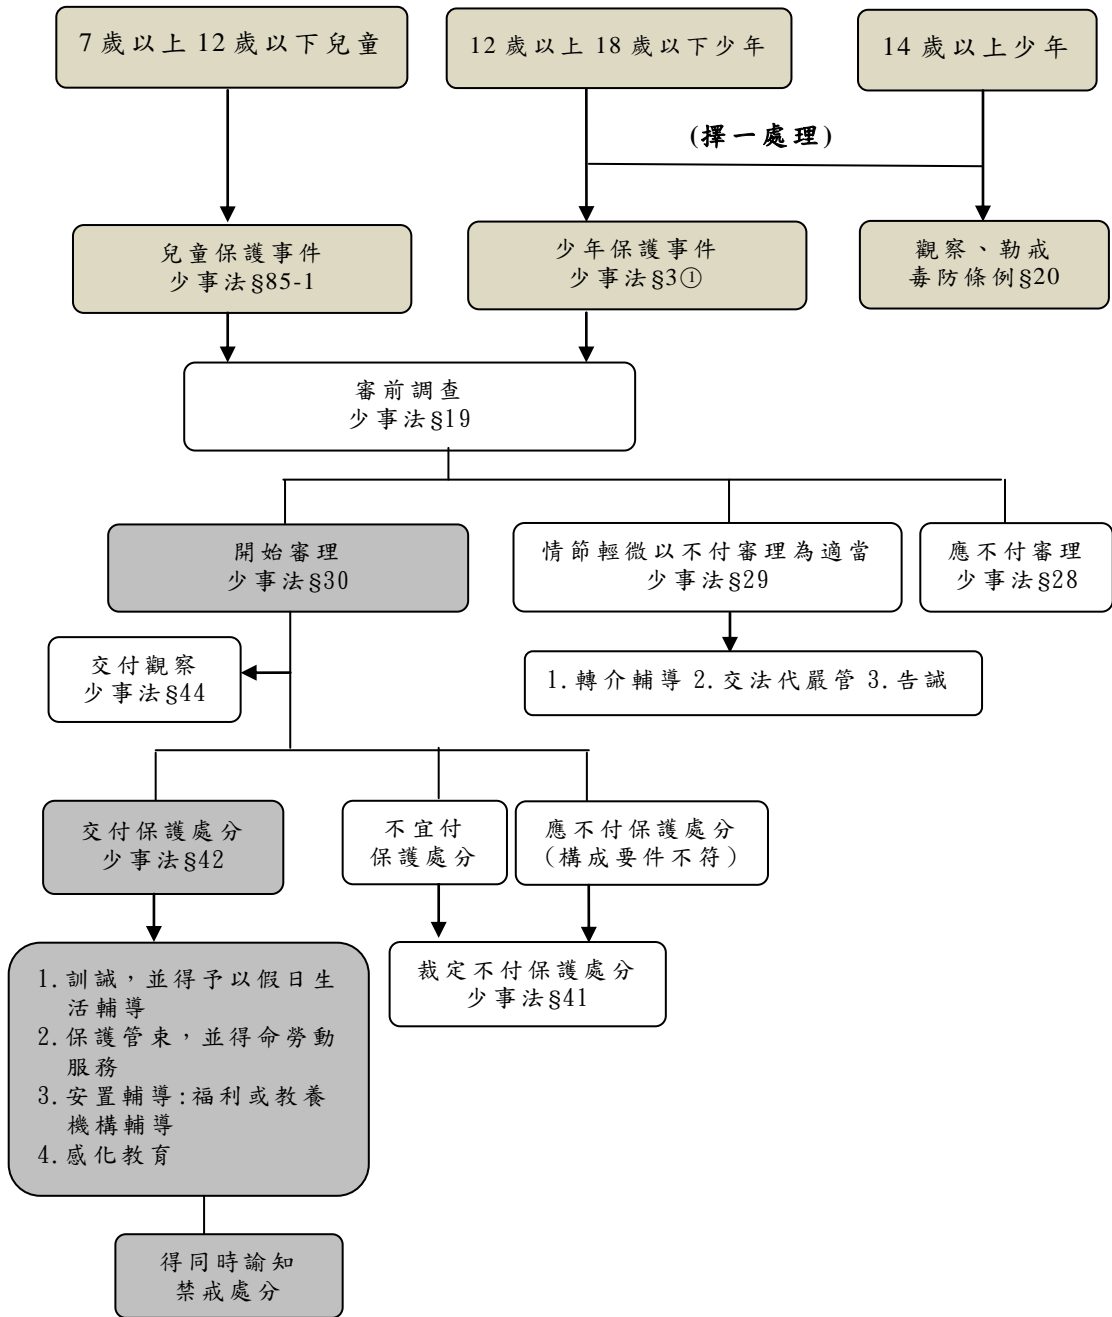 7 歲以上 12 歲以下兒童
12 歲以上 18 歲以下少年
14 歲以上少年
(擇一處理)
兒童保護事件
少事法§85-1
少年保護事件
少事法§3①
觀察、勒戒
毒防條例§20
審前調查
少事法§19
開始審理
少事法§30
情節輕微以不付審理為適當
少事法§29
應不付審理
少事法§28
交付觀察
少事法§44
1.轉介輔導 2.交法代嚴管 3.告誡
交付保護處分
少事法§42
不宜付
保護處分
應不付保護處分
(構成要件不符)
1.訓誡，並得予以假日生
活輔導
2.保護管束，並得命勞動
服務
3.安置輔導:福利或教養
機構輔導
4.感化教育
裁定不付保護處分
少事法§41
得同時諭知
禁戒處分